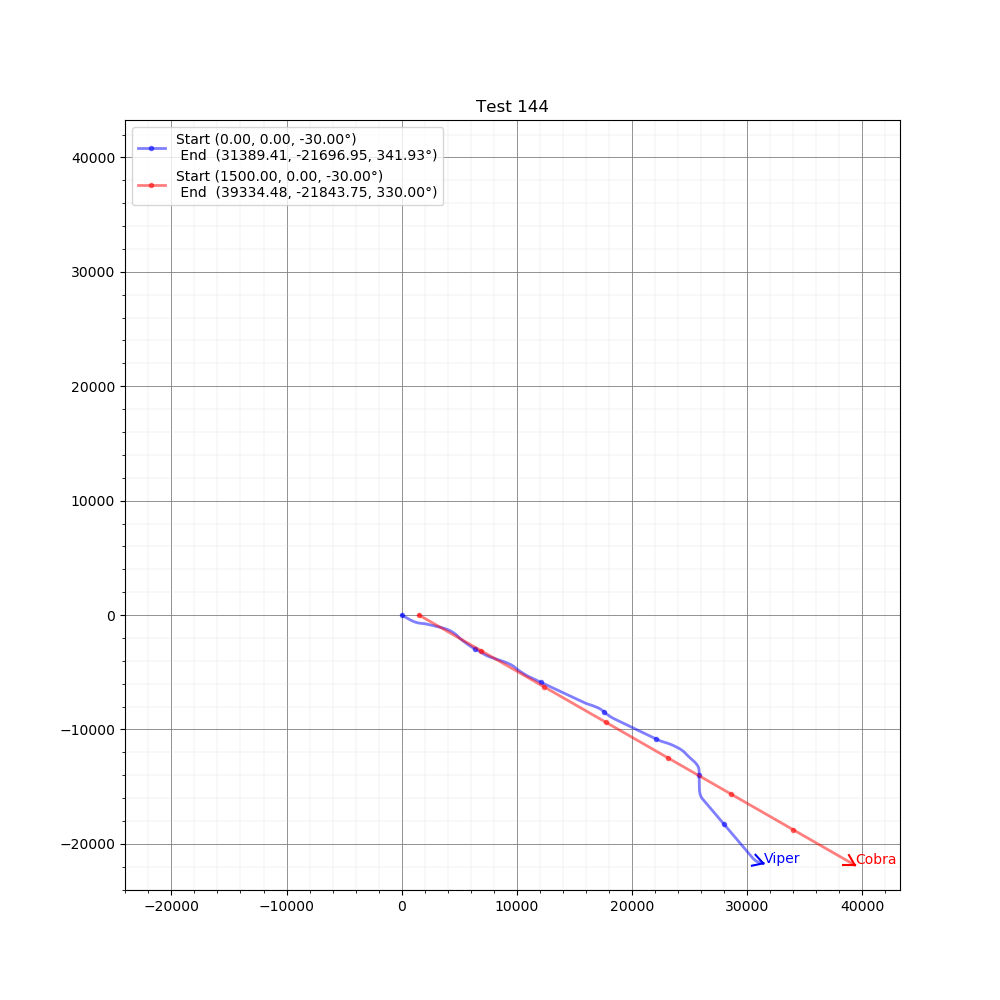 Test 144
Start (0.00, 0.00, -30.00°)
End  (31389.41, -21696.95, 341.93°)
Start (1500.00, 0.00, -30.00°)
End  (39334.48, -21843.75, 330.00°)
40000
30000
20000
10000
0
−10000
−20000
Viper
Cobra
−20000
−10000
0
10000
20000
30000
40000